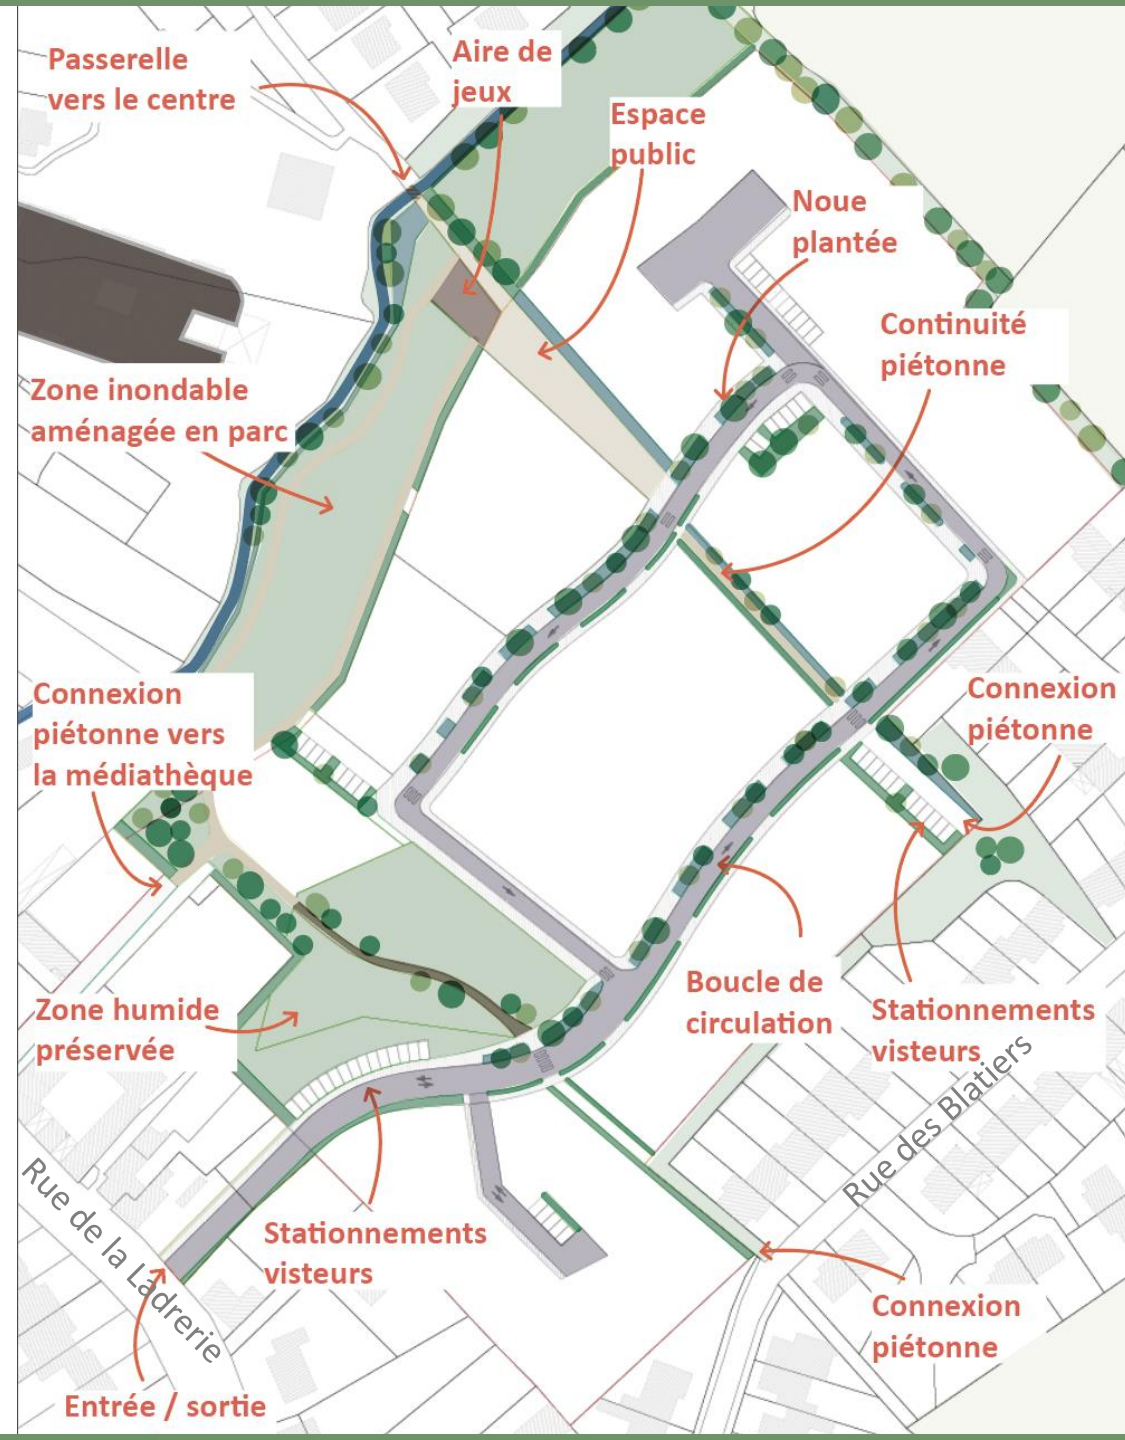 Passerelle
vers le centre
Aire de
jeux
Espace
public
Noue
plantée
Continuité
piétonne
Zone inondable
aménagée en parc
Connexion
piétonne vers
la médiathèque
Connexion
piétonne
Zone humide
préservée
Boucle de
circulation
Stationnements
visteurs
Rue des Blatiers
Rue de la Ladrerie
Stationnements
visteurs
Connexion
piétonne
Entrée / sortie